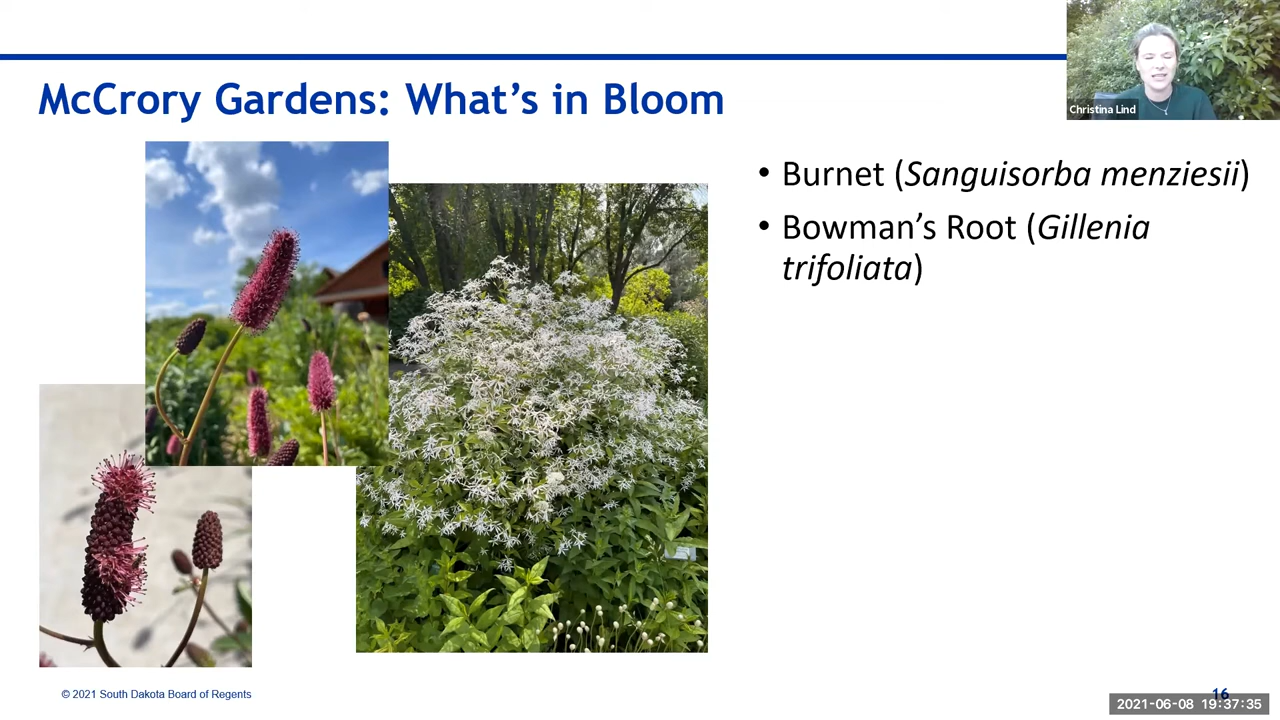 Christina Lind
McCrory Gardens: What's in Bloom
• Burnet (Sanguisorba menziesii)
• Bowman's Root (Gillenia
trifoliata)
© 2021 South Dakota Board of Regents
16
2021-06-08 19:37:35